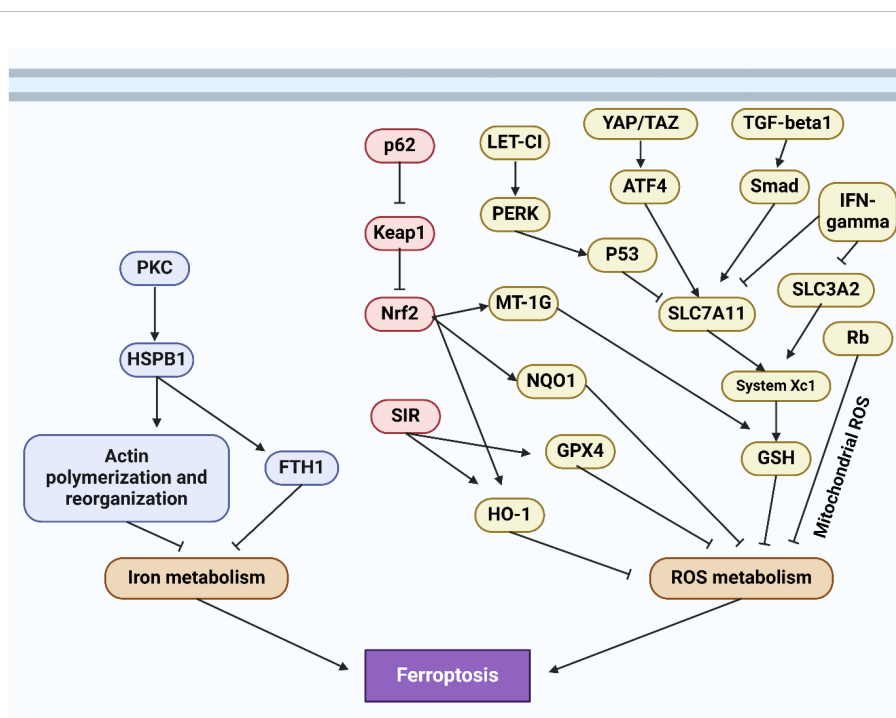 YAP/TAZ
TGF-beta1
p62
LET-CI
ATF4
Smad
IFN-
gamma
PERK
Keap1
P53
PKC
SLC3A2
MT-1G
Nrf2
SLC7A11
Rb
HSPB1
NQO1
System Xc1
SIR
Mitochondrial ROS
Actin
polymerization and
reorganization
FTH1
GPX4
GSH
HO-1
Iron metabolism
ROS metabolism
Ferroptosis